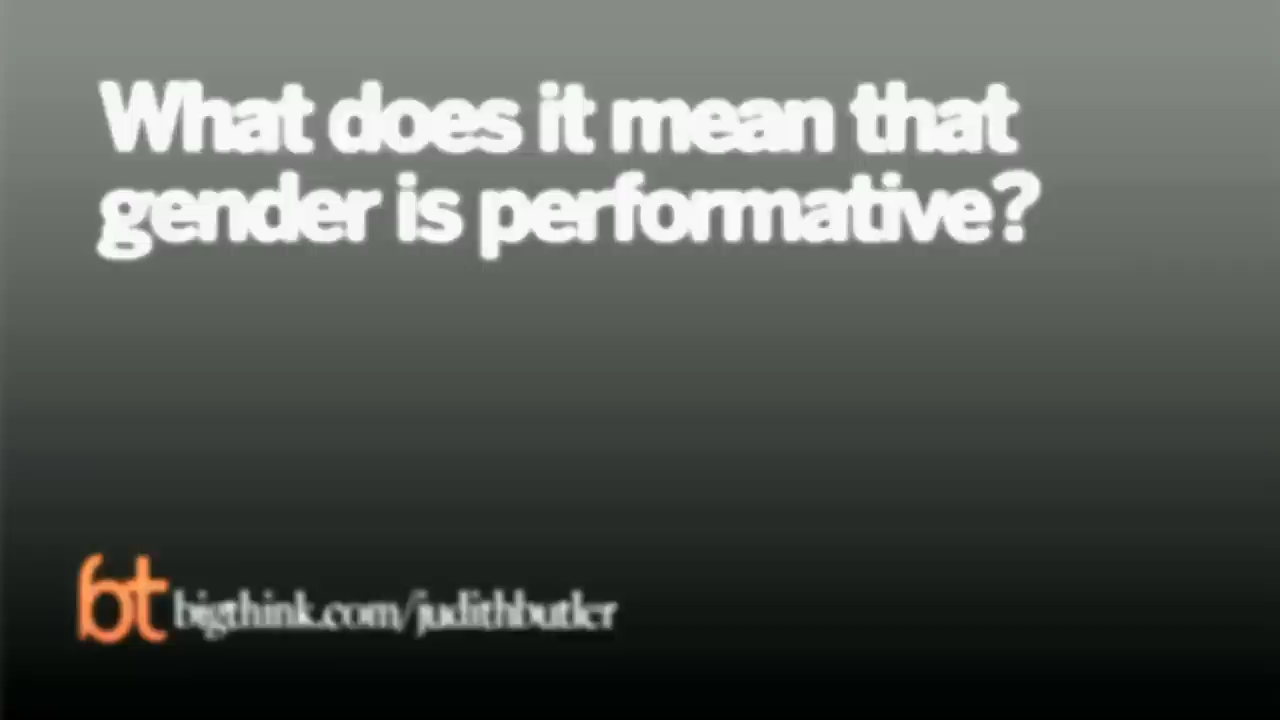 What does it mean that
gender is performative?
bt bigthink.com/judithbutler